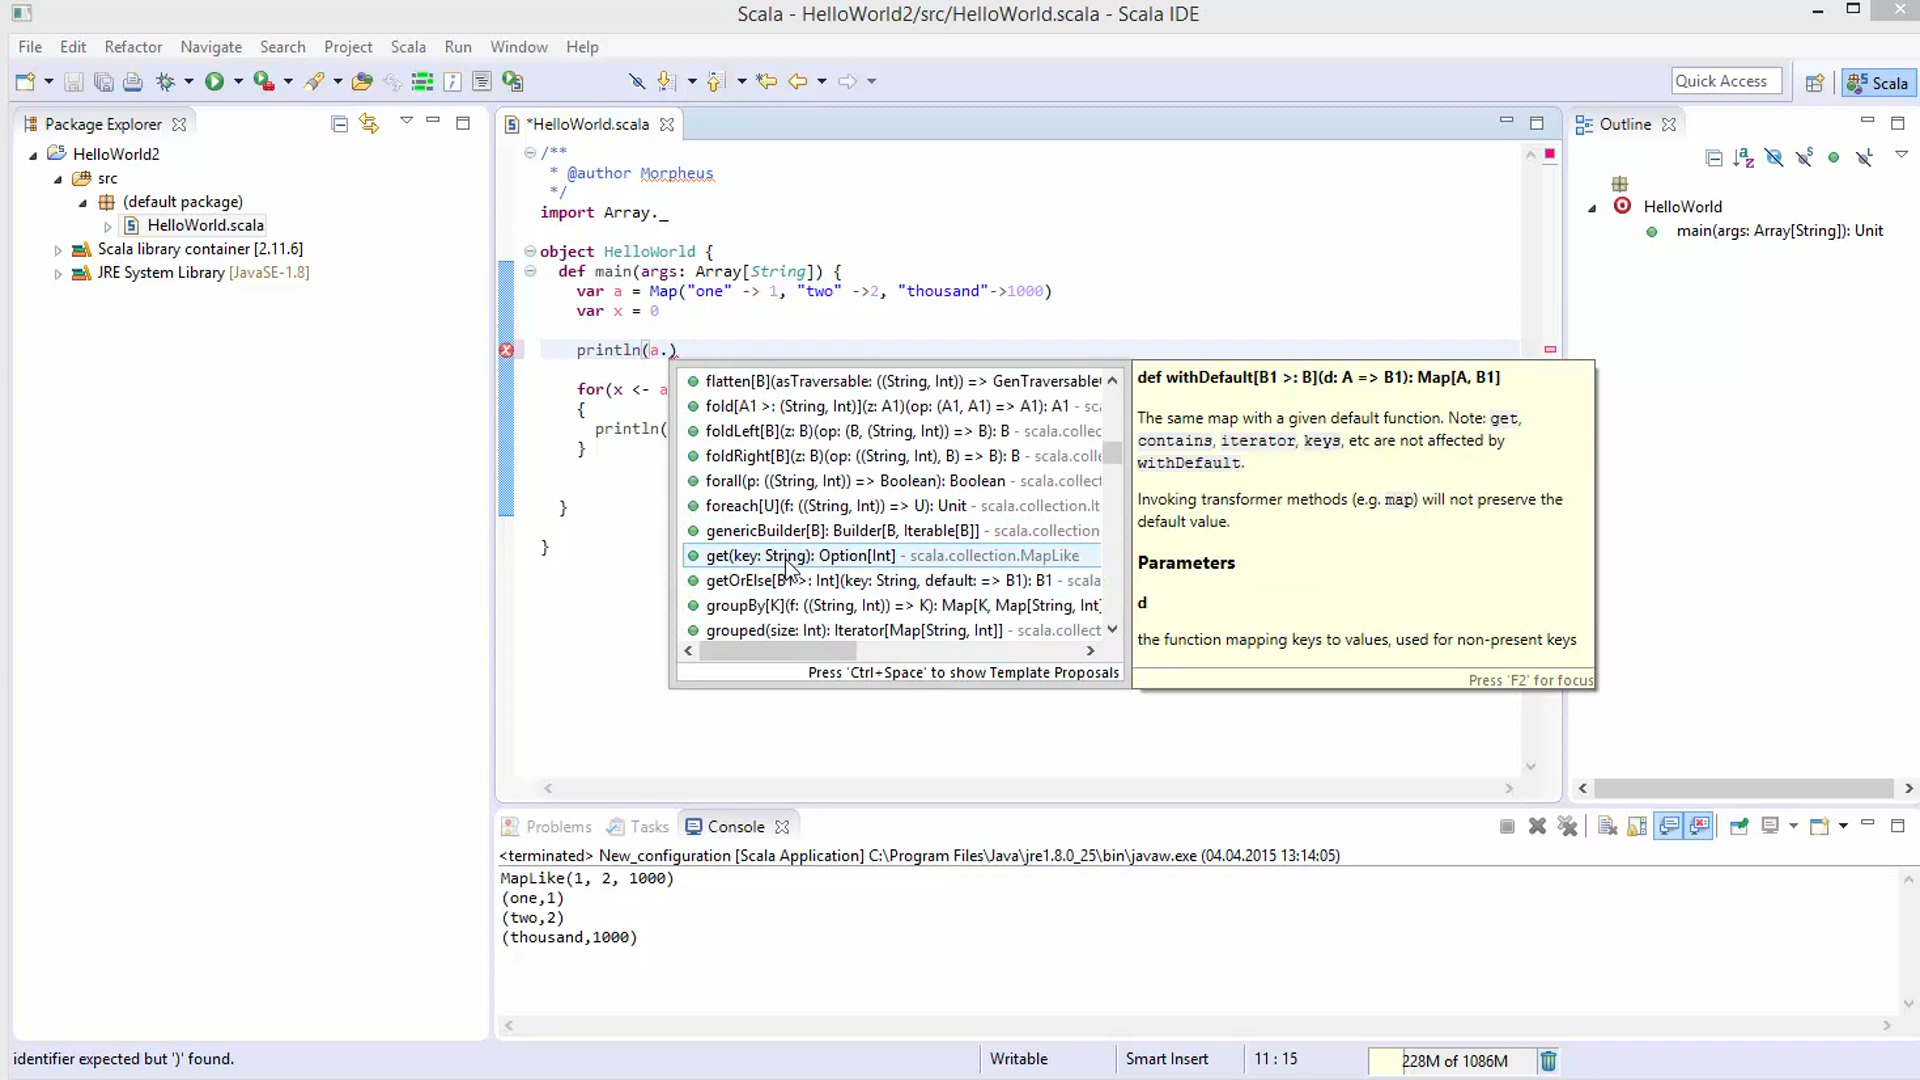 Scala - HelloWorld2/src/HelloWorld.scala - Scala IDE
File Edit Refactor Navigate Search Project Scala Run Window Help
Quick Access
Scala
Package Explorer
HelloWorld2
src
(default package)
HelloWorld.scala
Scala library container [2.11.6]
JRE System Library [JavaSE-1.8]
*HelloWorld.scala
/**
* @author Morpheus
*/
import Array._
object HelloWorld {
def main(args: Array[String]) {
var a = Map("one" -> 1, "two" ->2, "thousand"->1000)
var x = 0
println(a.)
for(x <- a
{
println(
}
}
}
flatten[B](asTraversable: ((String, Int)) => GenTraversable
fold[A1 >: (String, Int)](z: A1)(op: (A1, A1) => A1): A1 - sc
foldLeft[B](z: B)(op: (B, (String, Int)) => B): B - scala.collec
foldRight[B](z: B)(op: ((String, Int), B) => B): B - scala.collec
forall(p: ((String, Int)) => Boolean): Boolean - scala.collect
foreach[U](f: ((String, Int)) => U): Unit - scala.collection.It
genericBuilder[B]: Builder[B, Iterable[B]] - scala.collection
get(key: String): Option[Int] - scala.collection.MapLike
getOrElse[B1 >: Int](key: String, default: => B1): B1 - scala
groupBy[K](f: ((String, Int)) => K): Map[K, Map[String, Int]
grouped(size: Int): Iterator[Map[String, Int]] - scala.collect
Press 'Ctrl+Space' to show Template Proposals
def withDefault[B1 >: B](d: A => B1): Map[A, B1]
The same map with a given default function. Note: get,
contains, iterator, keys, etc are not affected by
withDefault.
Invoking transformer methods (e.g. map) will not preserve the
default value.
Parameters
d
the function mapping keys to values, used for non-present keys
Press 'F2' for focus
Outline
HelloWorld
main(args: Array[String]): Unit
Problems Tasks Console
<terminated> New_configuration [Scala Application] C:\Program Files\Java\jre1.8.0_25\bin\javaw.exe (04.04.2015 13:14:05)
MapLike(1, 2, 1000)
(one,1)
(two,2)
(thousand,1000)
identifier expected but ')' found.
Writable
Smart Insert
11 : 15
228M of 1086M